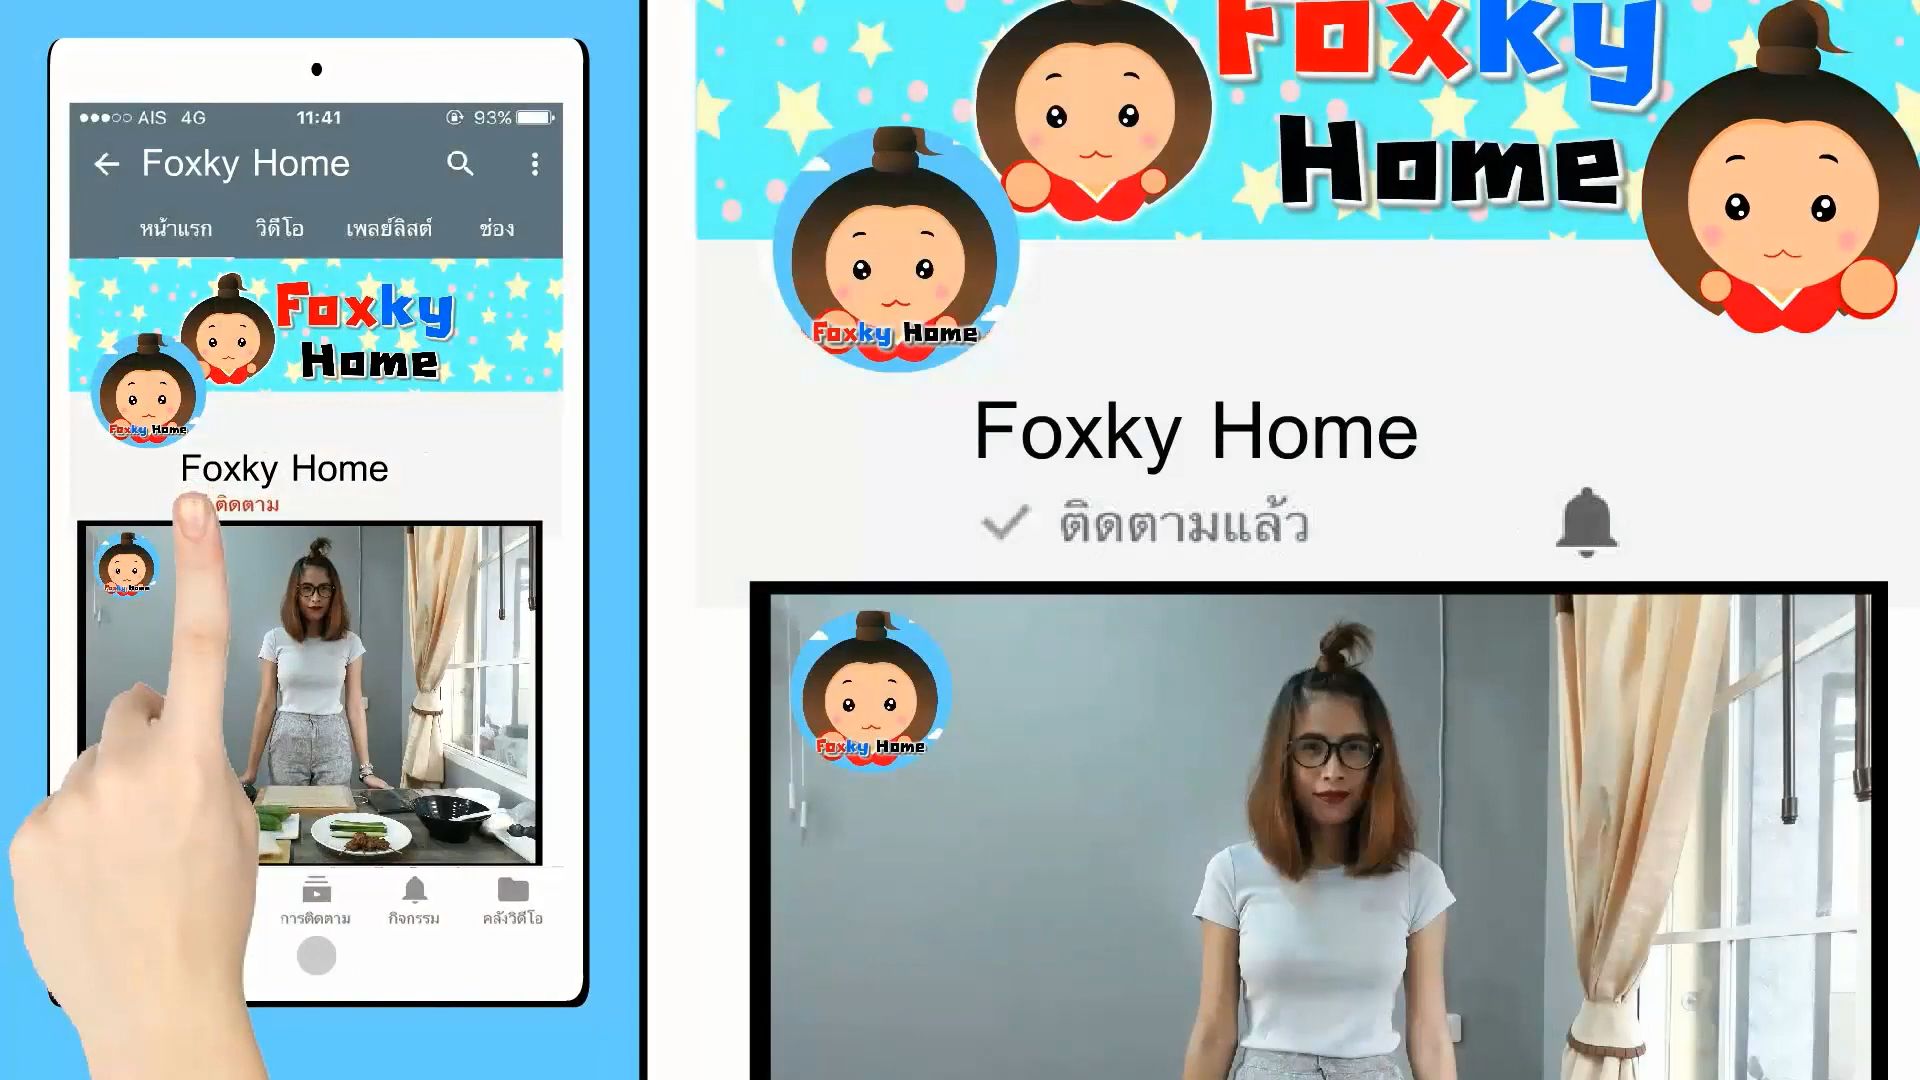 AIS 4G 11:41 93%
Foxky Home
หน้าแรก วิดีโอ เพลย์ลิสต์ ช่อง
Foxky
Home
Foxky Home
Foxky Home
ติดตาม
Foxky Home
การติดตาม กิจกรรม คลังวิดีโอ
Foxky
Home
Foxky Home
Foxky Home
ติดตามแล้ว
Foxky Home